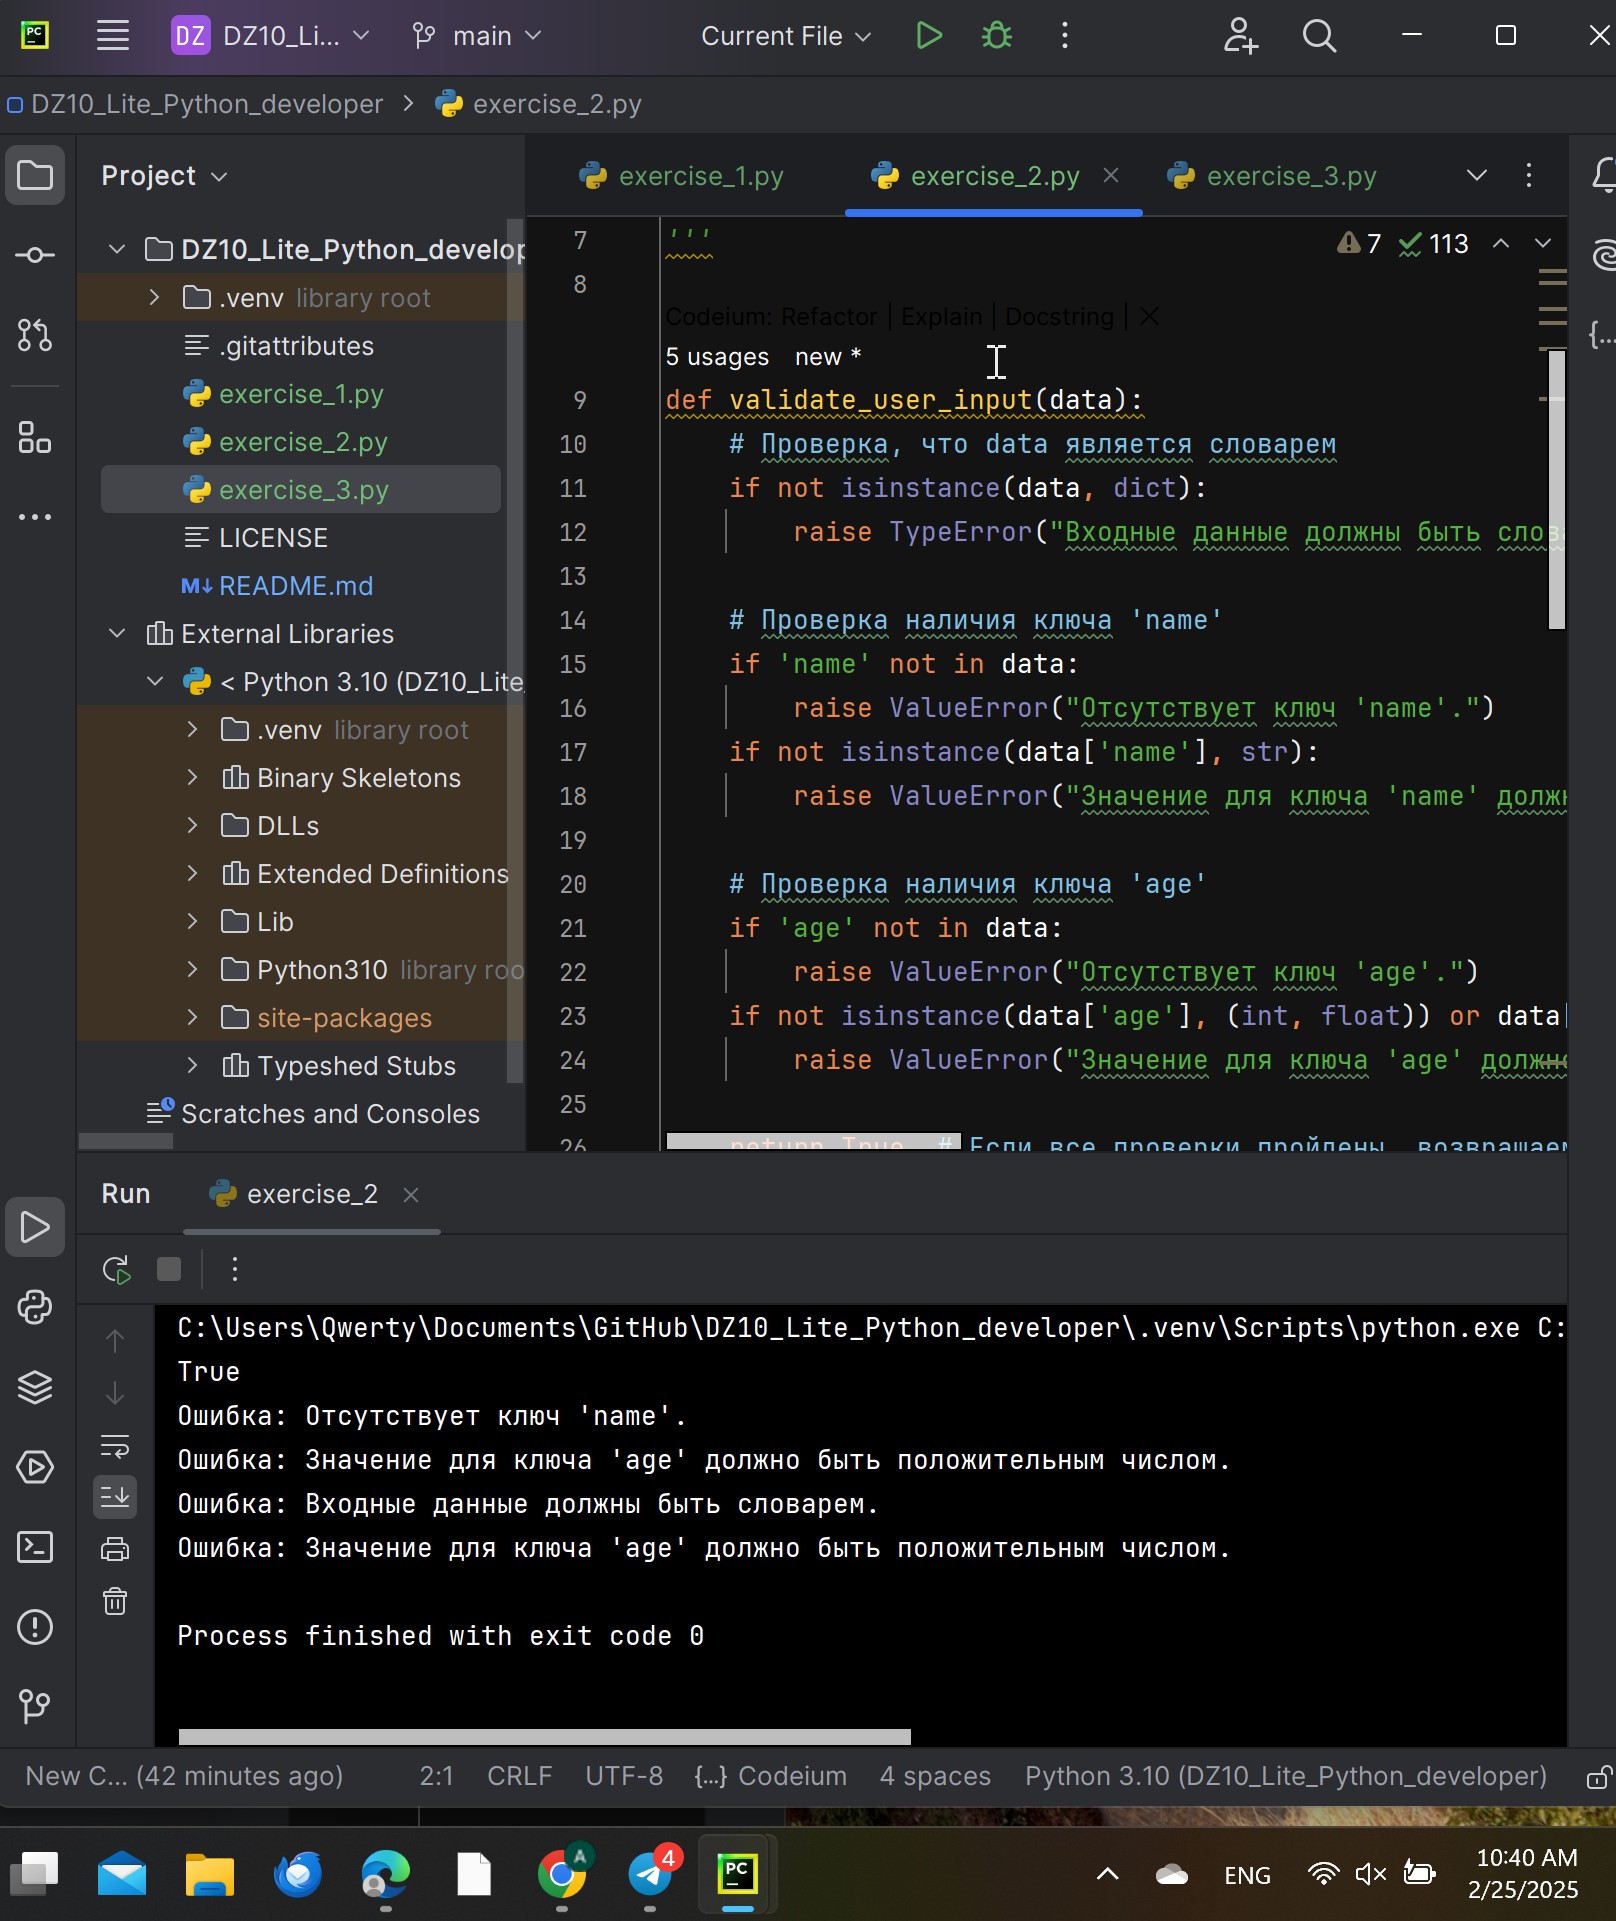 PC
DZ DZ10_Li... main Current File
DZ10_Lite_Python_developer > exercise_2.py
Project
exercise_1.py exercise_2.py exercise_3.py
DZ10_Lite_Python_develop
.venv library root
.gitattributes
exercise_1.py
exercise_2.py
exercise_3.py
LICENSE
M↓ README.md
External Libraries
< Python 3.10 (DZ10_Lite
.venv library root
Binary Skeletons
DLLs
Extended Definitions
Lib
Python310 library roo
site-packages
Typeshed Stubs
Scratches and Consoles
7 '''
7 113
8
Codeium: Refactor | Explain | Docstring | ×
5 usages new *
9 def validate_user_input(data):
10 # Проверка, что data является словарем
11 if not isinstance(data, dict):
12 raise TypeError("Входные данные должны быть слов
13
14 # Проверка наличия ключа 'name'
15 if 'name' not in data:
16 raise ValueError("Отсутствует ключ 'name'.")
17 if not isinstance(data['name'], str):
18 raise ValueError("Значение для ключа 'name' долж
19
20 # Проверка наличия ключа 'age'
21 if 'age' not in data:
22 raise ValueError("Отсутствует ключ 'age'.")
23 if not isinstance(data['age'], (int, float)) or data[
24 raise ValueError("Значение для ключа 'age' должно
25
26 return True # Если все проверки пройдены, возвращаем
Run exercise_2
C:\Users\Qwerty\Documents\GitHub\DZ10_Lite_Python_developer\.venv\Scripts\python.exe C:
True
Ошибка: Отсутствует ключ 'name'.
Ошибка: Значение для ключа 'age' должно быть положительным числом.
Ошибка: Входные данные должны быть словарем.
Ошибка: Значение для ключа 'age' должно быть положительным числом.
Process finished with exit code 0
New C... (42 minutes ago) 2:1 CRLF UTF-8 {...} Codeium 4 spaces Python 3.10 (DZ10_Lite_Python_developer)
A 4 PC ENG 10:40 AM
2/25/2025